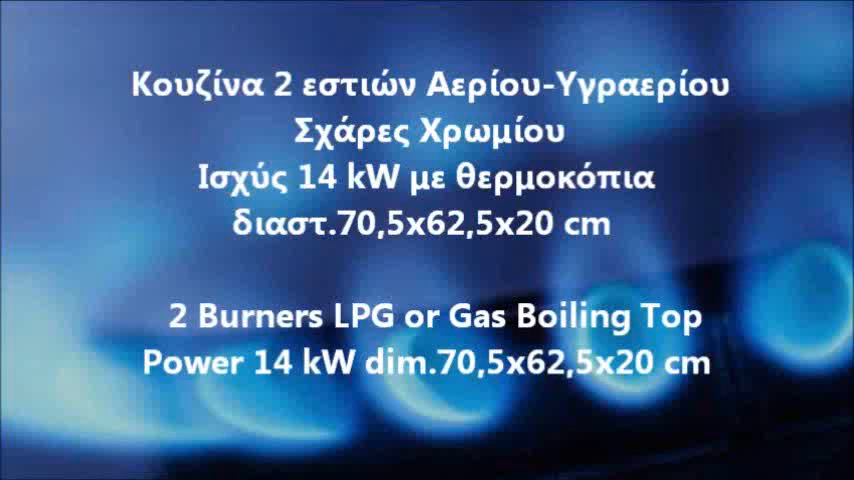 Κουζίνα 2 εστιών Αερίου-Υγραερίου
Σχάρες Χρωμίου
Ισχύς 14 kW με θερμοκόπια
διαστ.70,5x62,5x20 cm
2 Burners LPG or Gas Boiling Top
Power 14 kW dim.70,5x62,5x20 cm